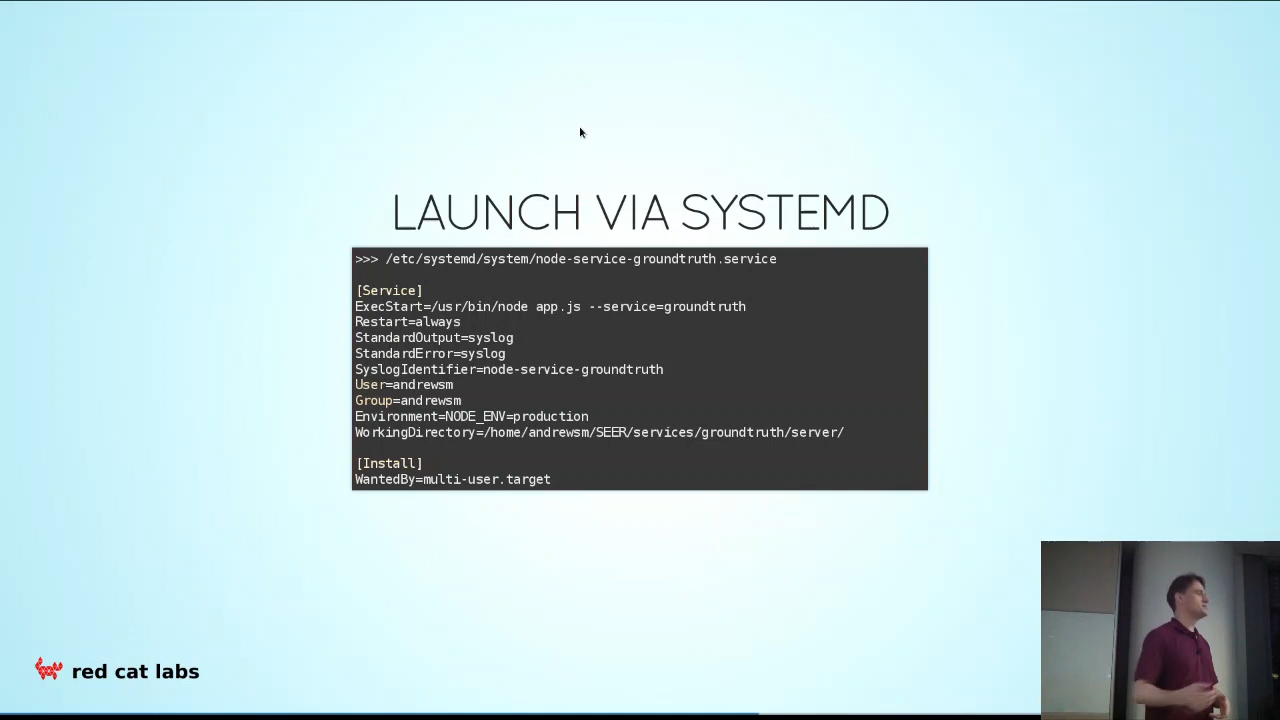 LAUNCH VIA SYSTEMD
>>> /etc/systemd/system/node-service-groundtruth.service
[Service]
ExecStart=/usr/bin/node app.js --service=groundtruth
Restart=always
StandardOutput=syslog
StandardError=syslog
SyslogIdentifier=node-service-groundtruth
User=andrewsm
Group=andrewsm
Environment=NODE_ENV=production
WorkingDirectory=/home/andrewsm/SEER/services/groundtruth/server/
[Install]
WantedBy=multi-user.target
red cat labs